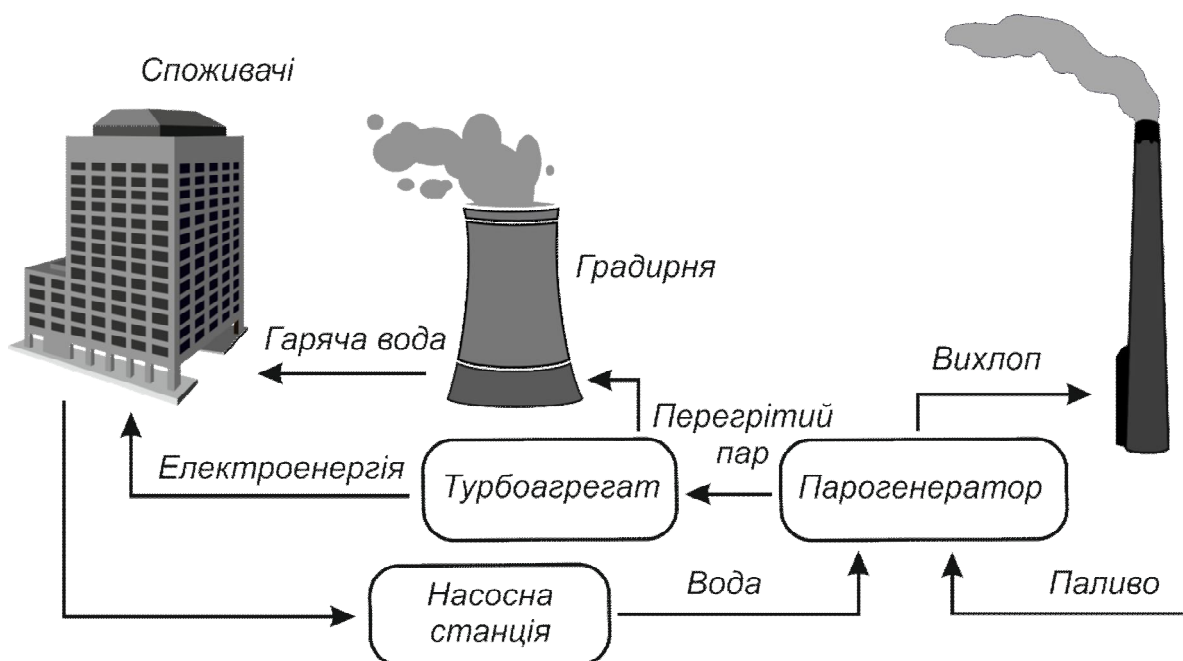 Споживачі
Градирня
Гаряча вода
Вихлоп
Перегрітий
пар
Електроенергія
Турбоагрегат
Парогенератор
Насосна
станція
Вода
Паливо